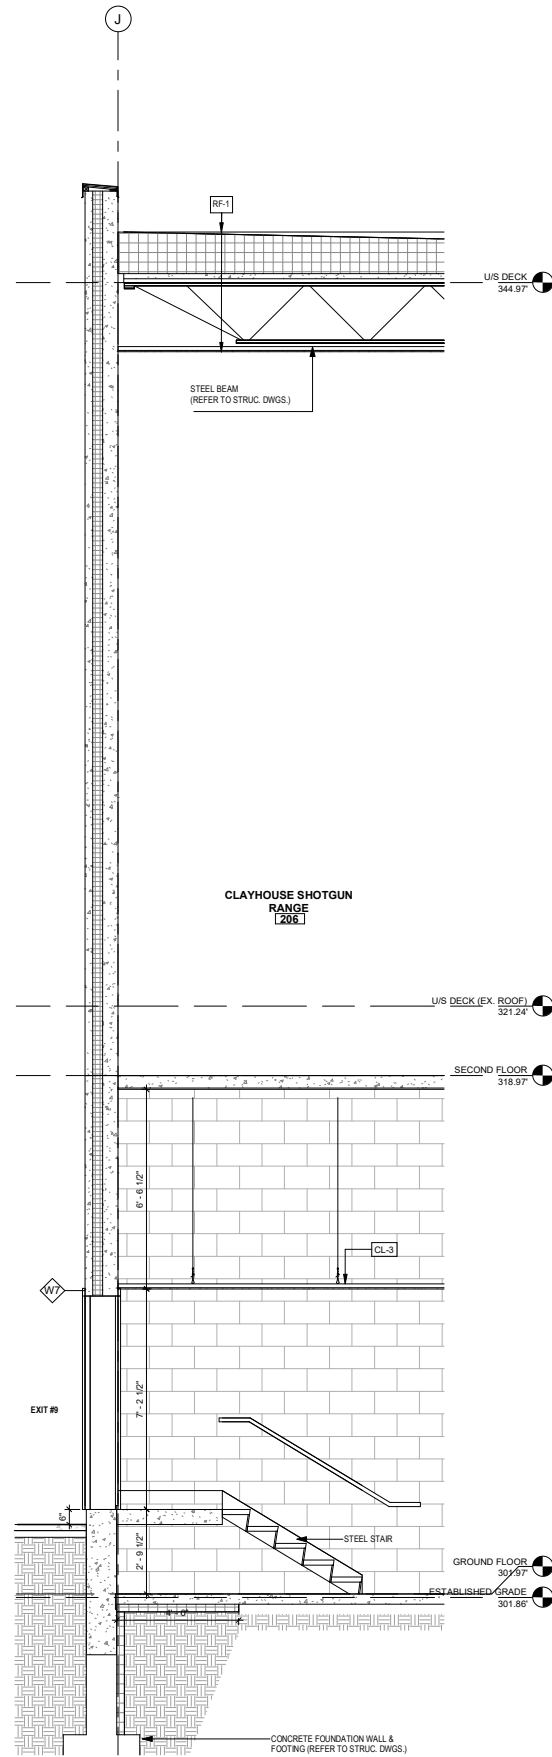 J
RF-1
U/S DECK
344.97'
STEEL BEAM
(REFER TO STRUC. DWGS.)
CLAYHOUSE SHOTGUN
RANGE
206
U/S DECK (EX. ROOF)
321.24'
SECOND FLOOR
318.97'
6' - 6 1/2"
CL-3
W7
7' - 2 1/2"
EXIT #9
6"
STEEL STAIR
2' - 9 1/2"
GROUND FLOOR
301.97'
ESTABLISHED GRADE
301.86'
4' - 0"
CONCRETE FOUNDATION WALL &
FOOTING (REFER TO STRUC. DWGS.)